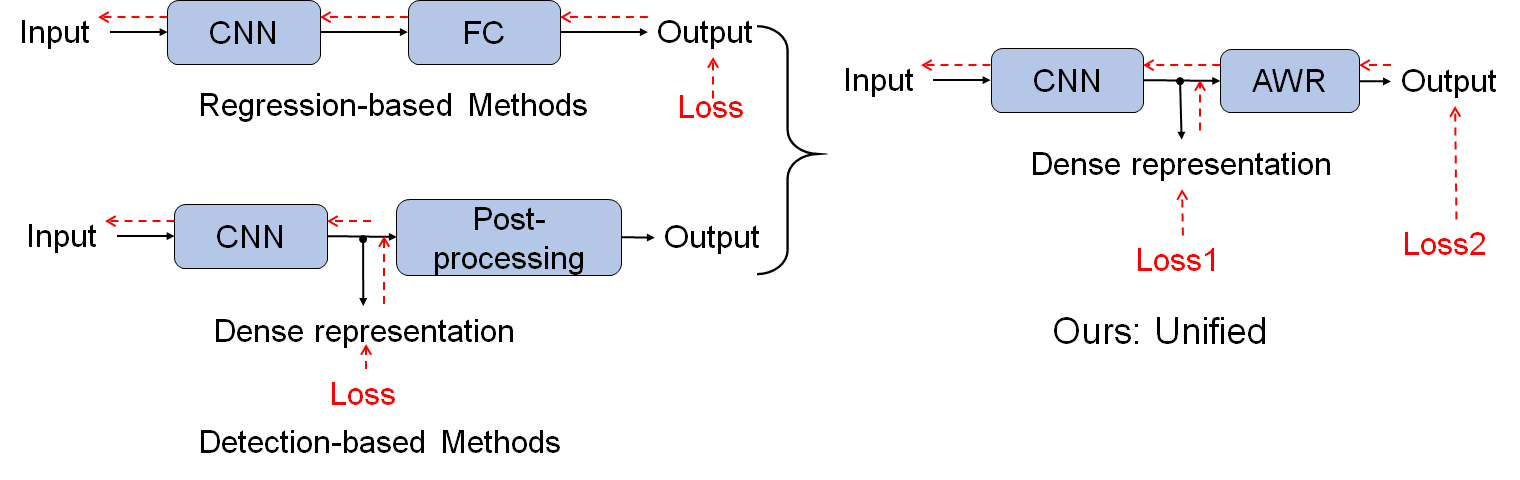 Input CNN FC Output
Regression-based Methods Loss
Input CNN Post-
processing Output
Dense representation
Loss
Detection-based Methods
Input CNN AWR Output
Dense representation
Loss1 Loss2
Ours: Unified